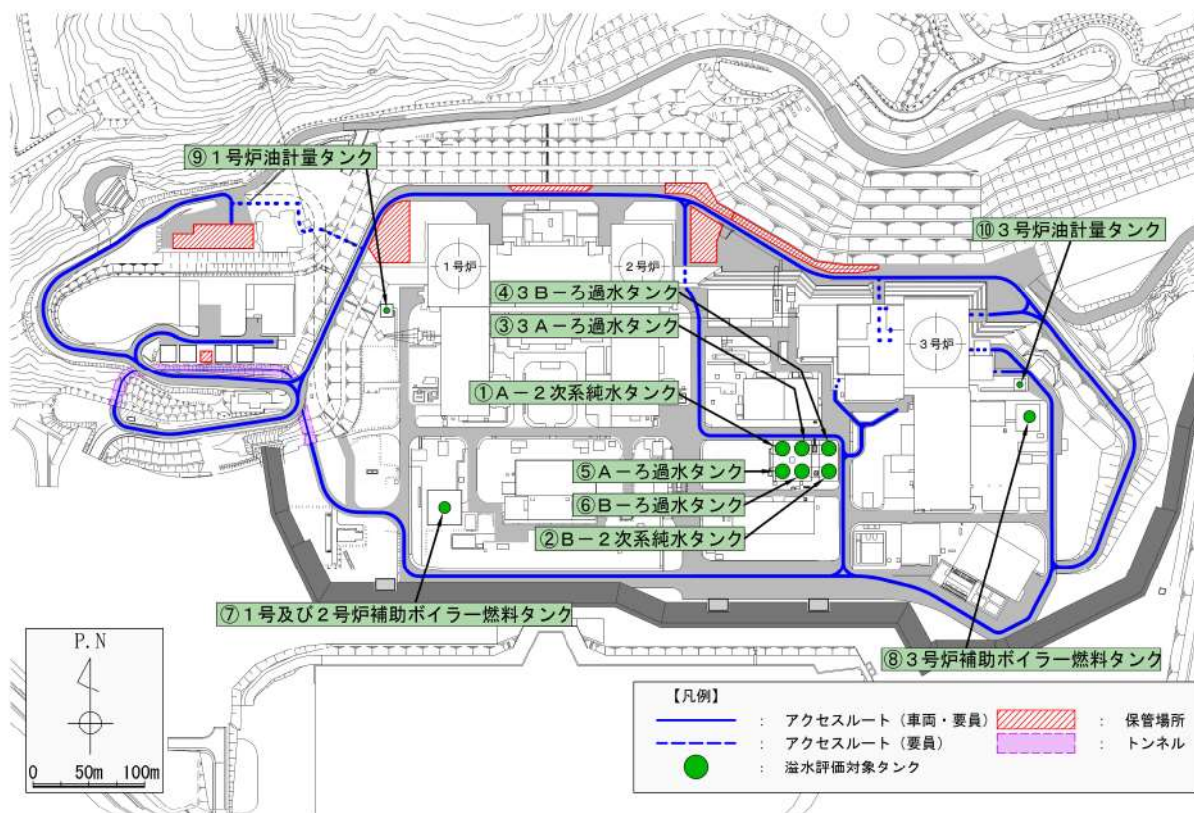 ⑨1号炉油計量タンク
⑩3号炉油計量タンク
1号炉
2号炉
④3B-ろ過水タンク
③3A-ろ過水タンク
3号炉
①A-2次系純水タンク
⑤A-ろ過水タンク
⑥B-ろ過水タンク
②B-2次系純水タンク
⑦1号及び2号炉補助ボイラー燃料タンク
⑧3号炉補助ボイラー燃料タンク
P.N
0 50m 100m
【凡例】
: アクセスルート(車両・要員) : 保管場所
: アクセスルート(要員) : トンネル
: 溢水評価対象タンク